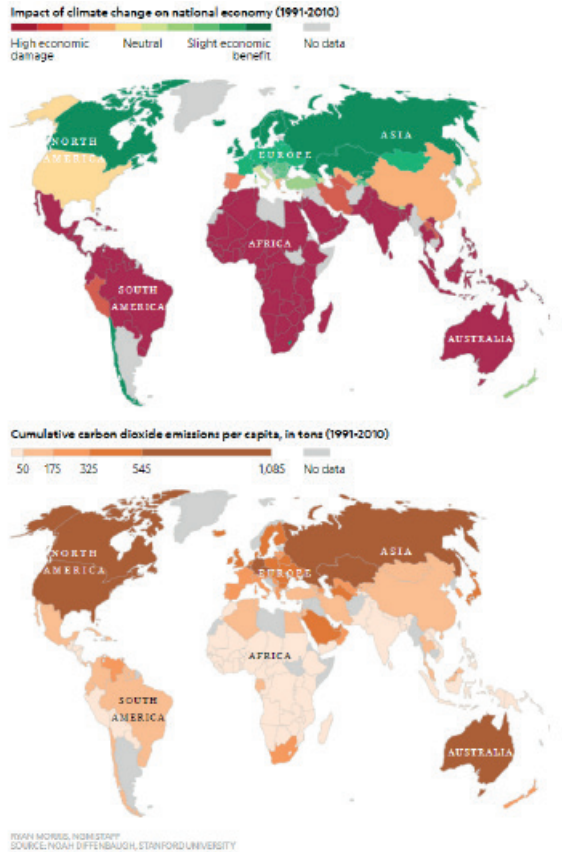 Impact of climate change on national economy (1991-2010)
High economic damage
Neutral
Slight economic benefit
No data
NORTH AMERICA
EUROPE
ASIA
AFRICA
SOUTH AMERICA
AUSTRALIA
Cumulative carbon dioxide emissions per capita, in tons (1991-2010)
50 175 325 545 1,085 No data
NORTH AMERICA
EUROPE
ASIA
AFRICA
SOUTH AMERICA
AUSTRALIA
RYAN MORRIS, NGM STAFF
SOURCE: NOAH DIFFENBAUGH, STANFORD UNIVERSITY